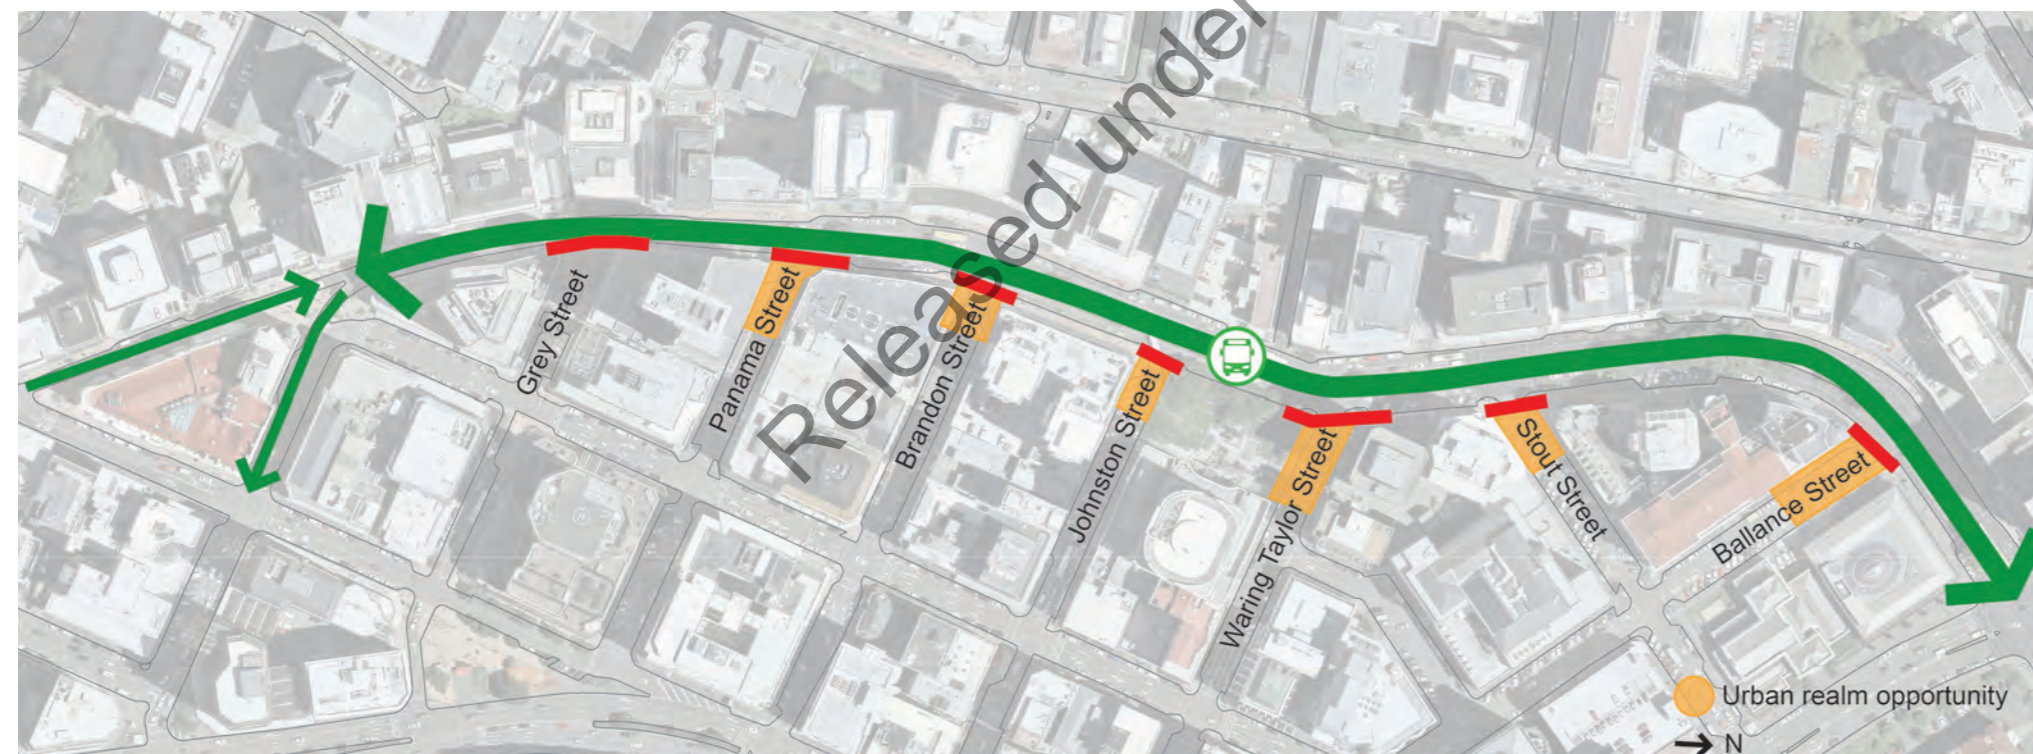 Released under
Grey Street
Panama Street
Brandon Street
Johnston Street
Waring Taylor Street
Stout Street
Ballance Street
Urban realm opportunity
N